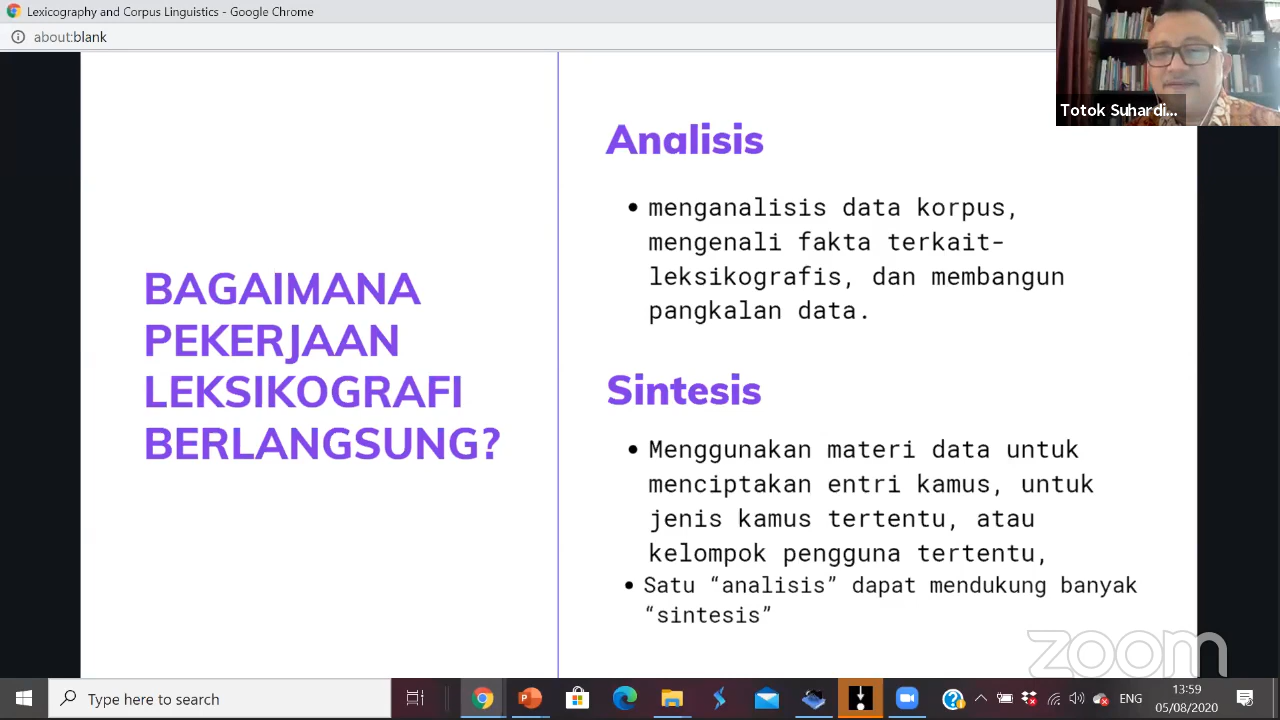 Lexicography and Corpus Linguistics - Google Chrome
about:blank
Totok Suhardi...
BAGAIMANA
PEKERJAAN
LEKSIKOGRAFI
BERLANGSUNG?
Analisis
• menganalisis data korpus,
mengenali fakta terkait-
leksikografis, dan membangun
pangkalan data.
Sintesis
• Menggunakan materi data untuk
menciptakan entri kamus, untuk
jenis kamus tertentu, atau
kelompok pengguna tertentu,
• Satu “analisis” dapat mendukung banyak
“sintesis”
zoom
Type here to search
ENG
13:59
05/08/2020